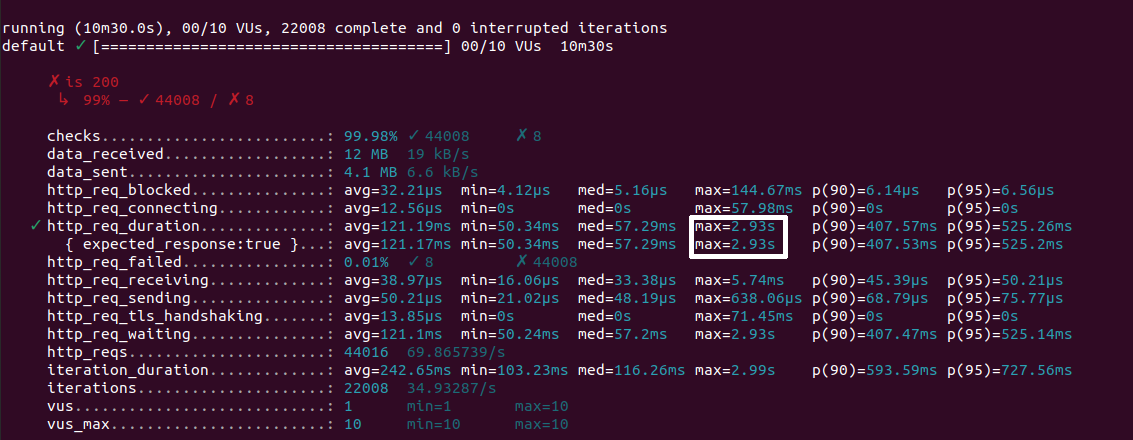 running (10m30.0s), 00/10 VUs, 22008 complete and 0 interrupted iterations
default ✓ [======================================] 00/10 VUs  10m30s
✗ is 200
↳  99% — ✓ 44008 / ✗ 8
checks.........................: 99.98% ✓ 44008     ✗ 8
data_received..................: 12 MB  19 kB/s
data_sent......................: 4.1 MB 6.6 kB/s
http_req_blocked...............: avg=32.21µs  min=4.12µs   med=5.16µs   max=144.67ms p(90)=6.14µs   p(95)=6.56µs
http_req_connecting............: avg=12.56µs  min=0s       med=0s       max=57.98ms  p(90)=0s       p(95)=0s
✓ http_req_duration..............: avg=121.19ms min=50.34ms  med=57.29ms  max=2.93s    p(90)=407.57ms p(95)=525.26ms
{ expected_response:true }...: avg=121.17ms min=50.34ms  med=57.29ms  max=2.93s    p(90)=407.53ms p(95)=525.2ms
http_req_failed................: 0.01%  ✓ 8         ✗ 44008
http_req_receiving.............: avg=38.97µs  min=16.06µs  med=33.38µs  max=5.74ms   p(90)=45.39µs  p(95)=50.21µs
http_req_sending...............: avg=50.21µs  min=21.02µs  med=48.19µs  max=638.06µs p(90)=68.79µs  p(95)=75.77µs
http_req_tls_handshaking.......: avg=13.85µs  min=0s       med=0s       max=71.45ms  p(90)=0s       p(95)=0s
http_req_waiting...............: avg=121.1ms  min=50.24ms  med=57.2ms   max=2.93s    p(90)=407.47ms p(95)=525.14ms
http_reqs......................: 44016  69.865739/s
iteration_duration.............: avg=242.65ms min=103.23ms med=116.26ms max=2.99s    p(90)=593.59ms p(95)=727.56ms
iterations.....................: 22008  34.93287/s
vus............................: 1      min=1       max=10
vus_max........................: 10     min=10      max=10